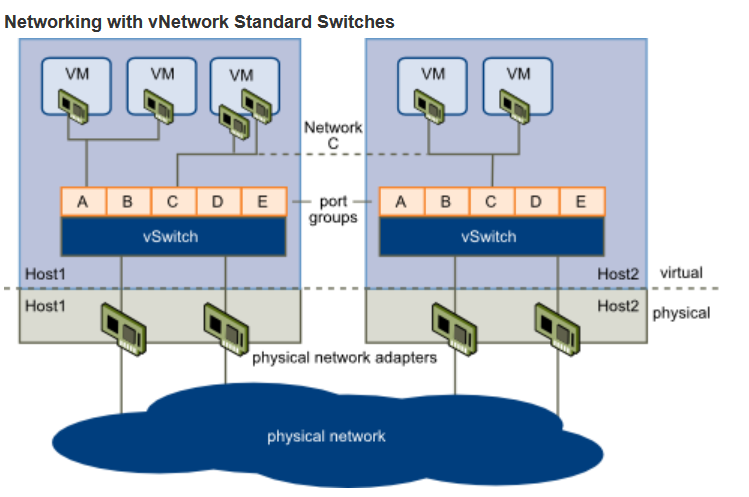 Networking with vNetwork Standard Switches
VM VM VM VM VM
Network
C
A B C D E
port
groups
A B C D E
vSwitch
vSwitch
Host1
Host2
virtual
Host1
Host2
physical
physical network adapters
physical network